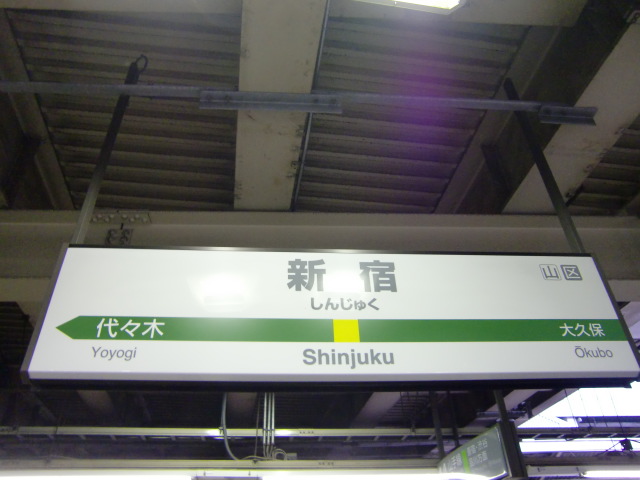 新宿
山区
しんじゅく
代々木
大久保
Yoyogi
Shinjuku
Ōkubo